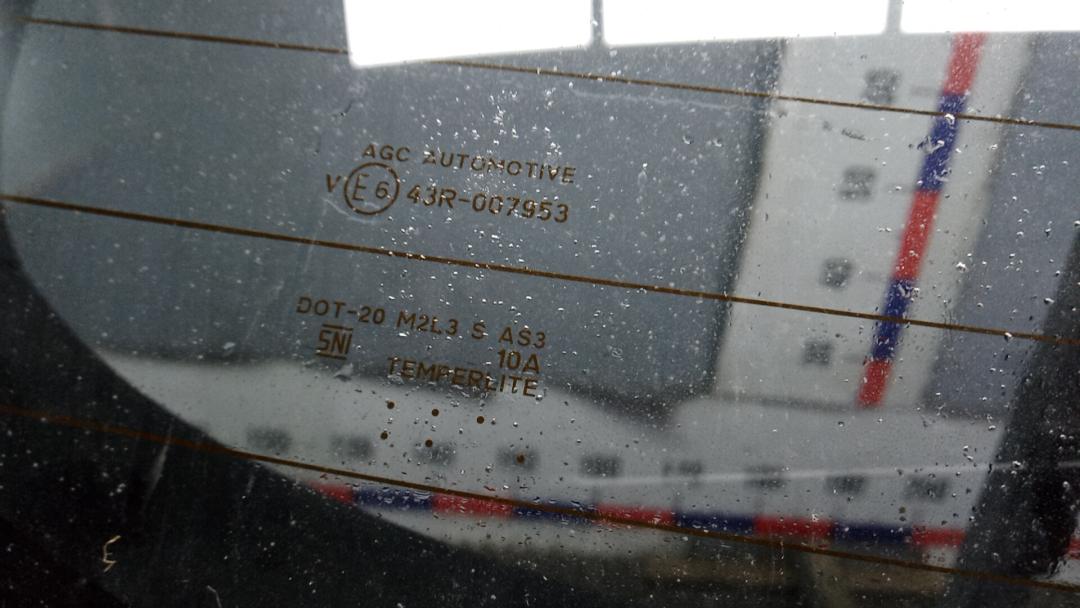 AGC AUTOMOTIVE
V E6 43R-007953
DOT-20 M2L3 S AS3
SNI 10A
TEMPERLITE